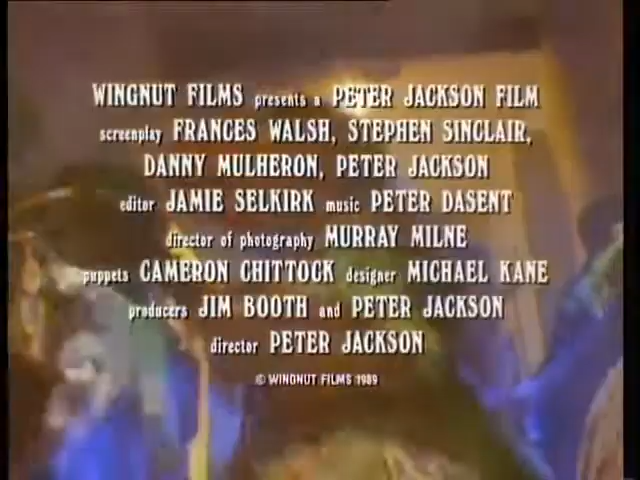 WINGNUT FILMS presents a PETER JACKSON FILM
screenplay FRANCES WALSH, STEPHEN SINCLAIR,
DANNY MULHERON, PETER JACKSON
editor JAMIE SELKIRK music PETER DASENT
director of photography MURRAY MILNE
puppets CAMERON CHITTOCK designer MICHAEL KANE
producers JIM BOOTH and PETER JACKSON
director PETER JACKSON
© WINGNUT FILMS 1989